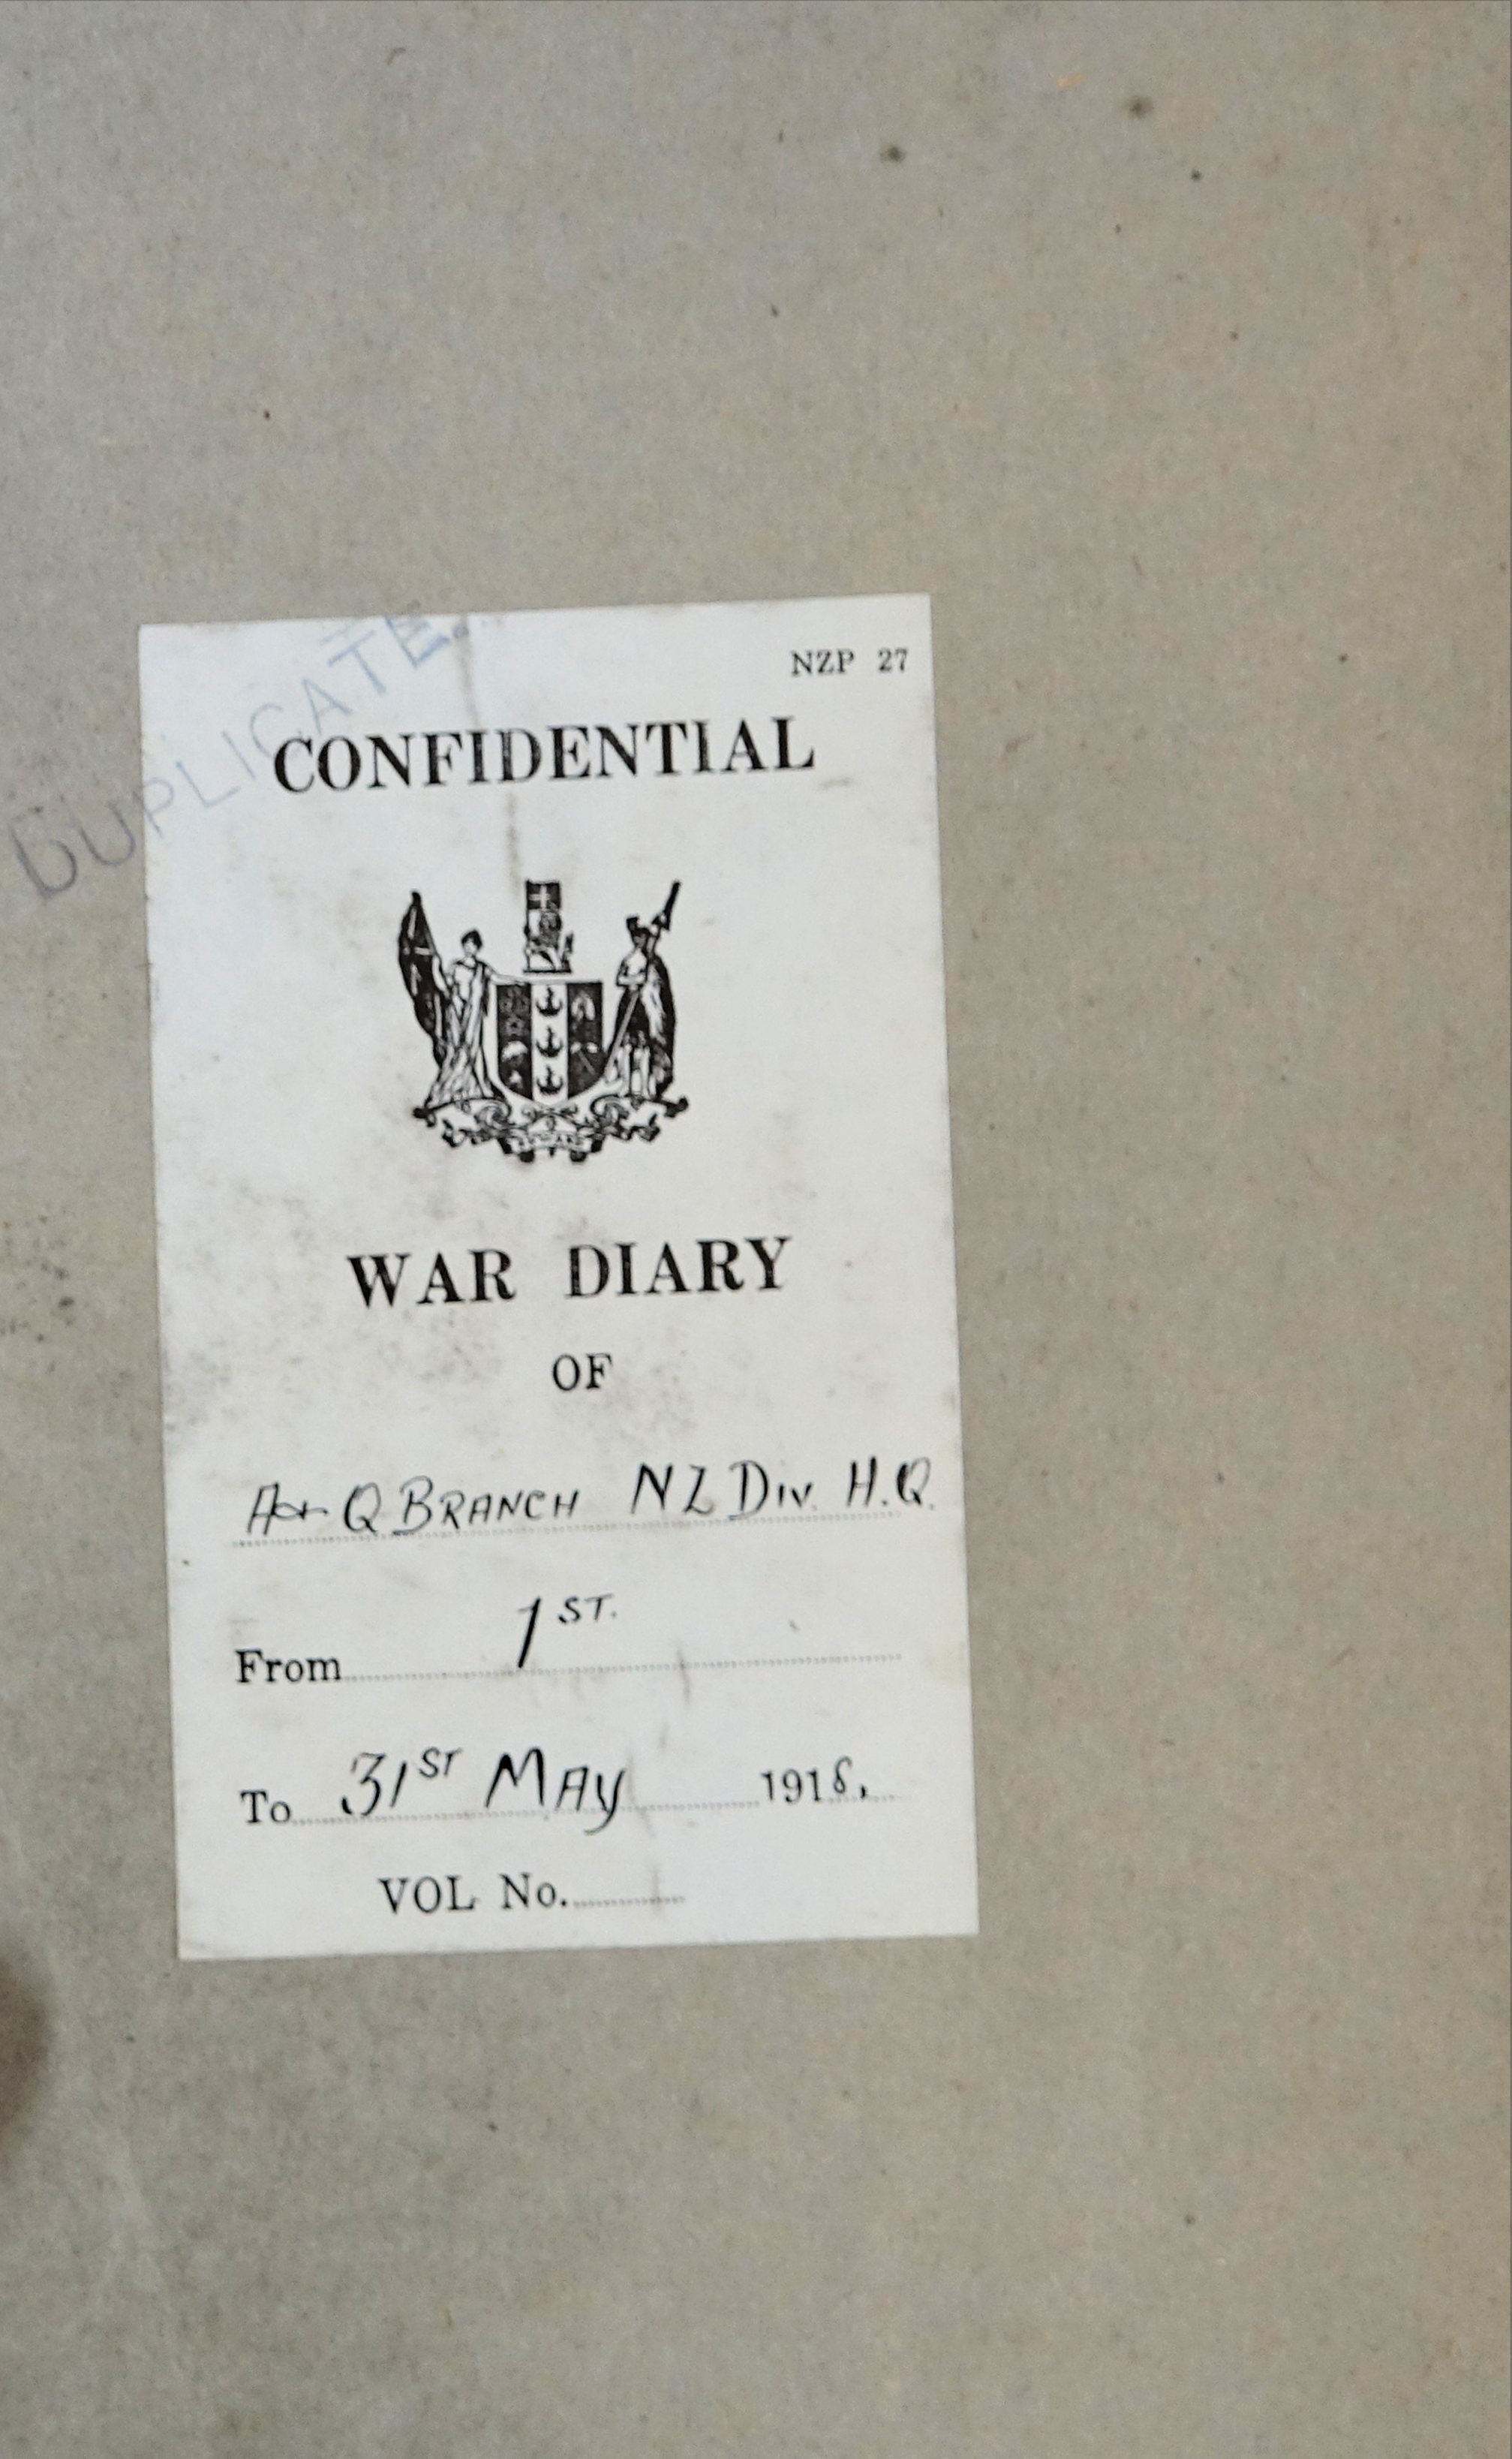 DUPLICATE.
NZP 27
CONFIDENTIAL
WAR DIARY
OF
A + Q BRANCH NZ DIV. H.Q.
From 1ST.
To 31ST MAY 1918.
VOL No.